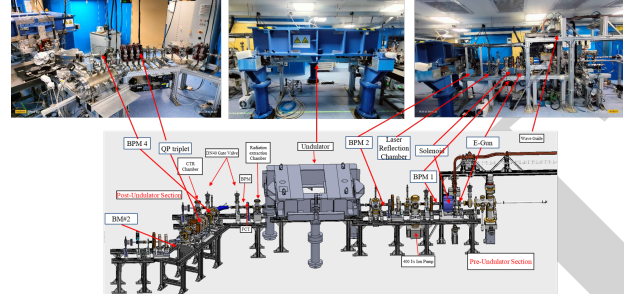 BPM 4
QP triplet
CTR
Chamber
DN40 Gate Valve
Radiation
extraction
Chamber
BPM
FCT
Undulator
BPM 2
Laser
Reflection
Chamber
Solenoid
E-Gun
Wave Guide
BPM 1
Post-Undulator Section
BM#2
400 l/s Ion Pump
Pre-Undulator Section